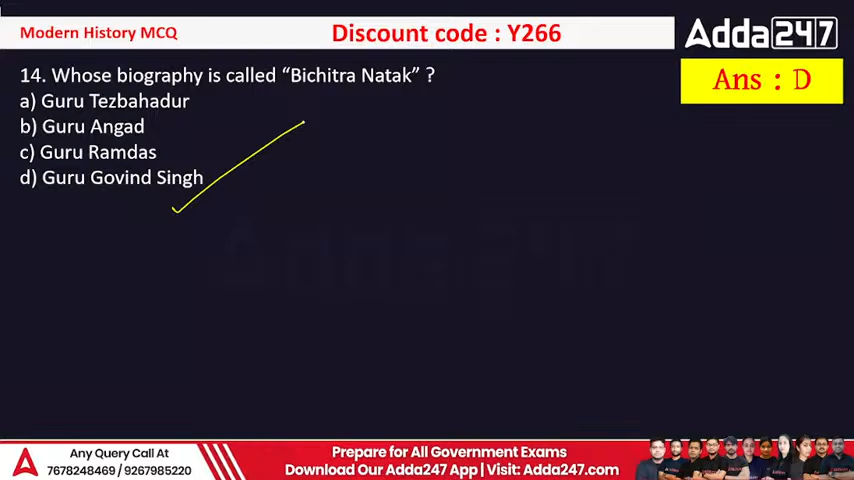 Modern History MCQ
Discount code : Y266
Adda247
14. Whose biography is called “Bichitra Natak” ?
Ans : D
a) Guru Tezbahadur
b) Guru Angad
c) Guru Ramdas
d) Guru Govind Singh
Any Query Call At
7678248469 / 9267985220
Prepare for All Government Exams
Download Our Adda247 App | Visit: Adda247.com